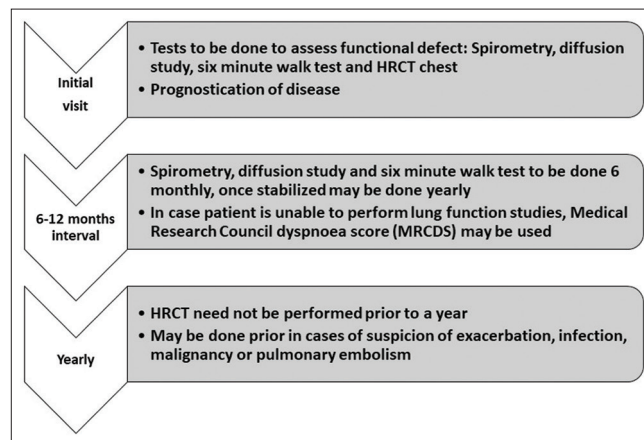 Initial
visit
• Tests to be done to assess functional defect: Spirometry, diffusion
study, six minute walk test and HRCT chest
• Prognostication of disease
6-12 months
interval
• Spirometry, diffusion study and six minute walk test to be done 6
monthly, once stabilized may be done yearly
• In case patient is unable to perform lung function studies, Medical
Research Council dyspnoea score (MRCDS) may be used
Yearly
• HRCT need not be performed prior to a year
• May be done prior in cases of suspicion of exacerbation, infection,
malignancy or pulmonary embolism